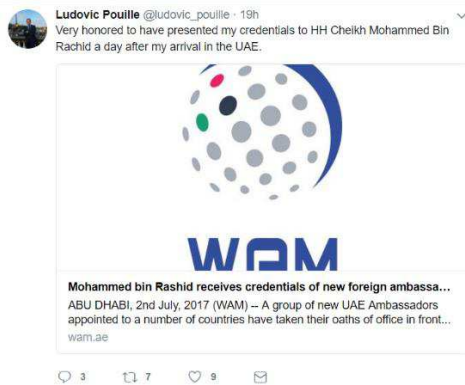 Ludovic Pouille @ludovic_pouille · 19h
Very honored to have presented my credentials to HH Cheikh Mohammed Bin
Rachid a day after my arrival in the UAE.
WAM
Mohammed bin Rashid receives credentials of new foreign ambassa...
ABU DHABI, 2nd July, 2017 (WAM) -- A group of new UAE Ambassadors
appointed to a number of countries have taken their oaths of office in front...
wam.ae
3 7 9